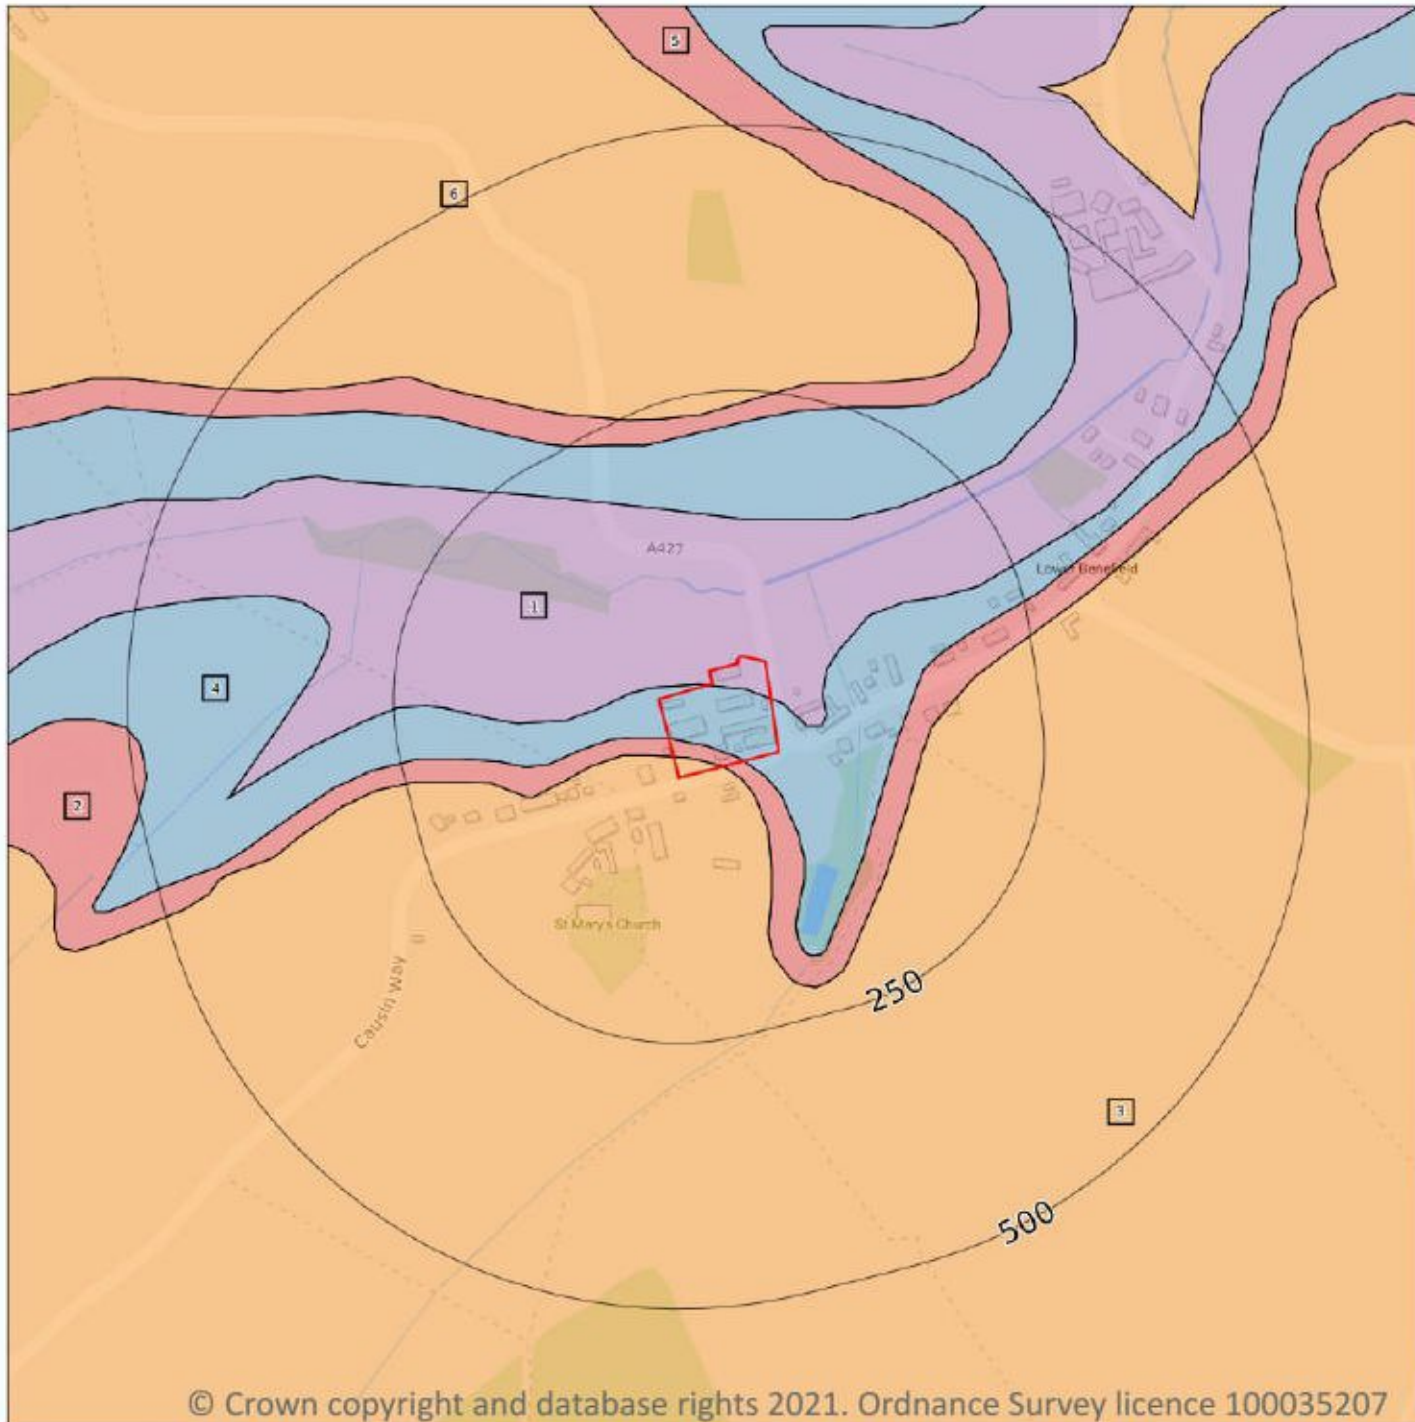 5
6
A427
Lower Benefield
1
4
2
St Mary's Church
250
Causin Way
3
500
© Crown copyright and database rights 2021. Ordnance Survey licence 100035207